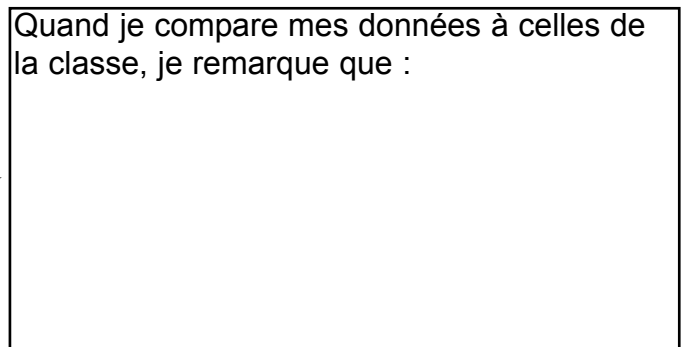 Quand je compare mes données à celles de
la classe, je remarque que :